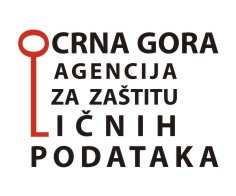 CRNA GORA
AGENCIJA
ZA ZAŠTITU
LIČNIH
PODATAKA